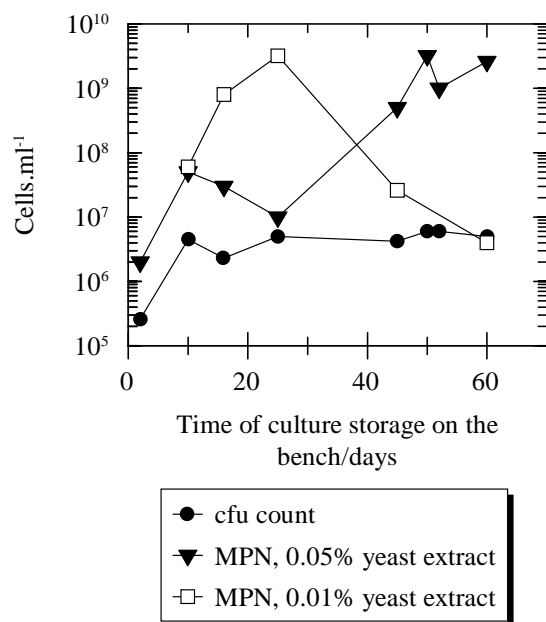 10¹⁰
10⁹
10⁸
10⁷
10⁶
10⁵
Cells.ml⁻¹
0 20 40 60
Time of culture storage on the
bench/days
cfu count
MPN, 0.05% yeast extract
MPN, 0.01% yeast extract